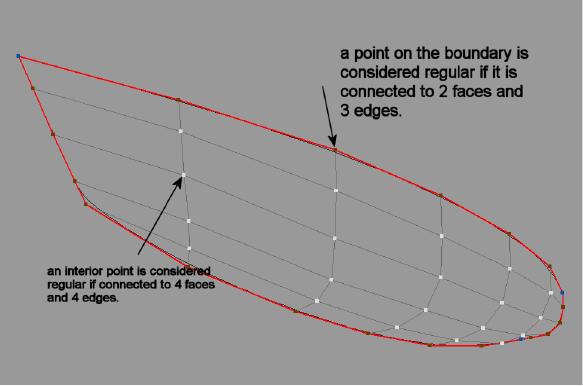 a point on the boundary is
considered regular if it is
connected to 2 faces and
3 edges.
an interior point is considered
regular if connected to 4 faces
and 4 edges.